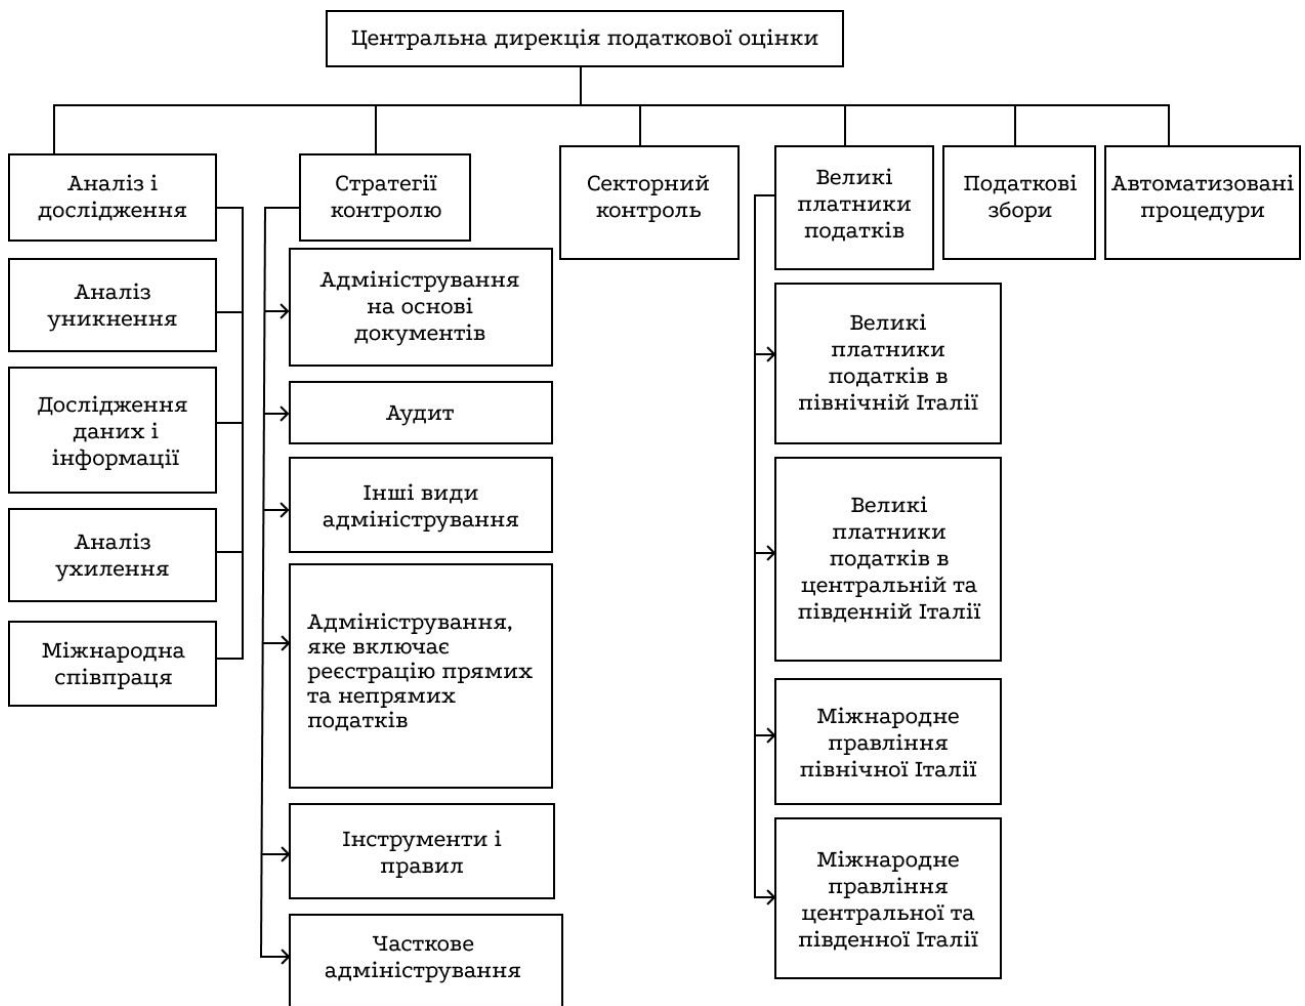 Центральна дирекція податкової оцінки
Аналіз і
дослідження
Стратегії
контролю
Секторний
контроль
Великі
платники
податків
Податкові
збори
Автоматизовані
процедури
Аналіз
уникнення
Дослідження
даних і
інформації
Аналіз
ухилення
Міжнародна
співпраця
Адміністрування
на основі
документів
Аудит
Інші види
адміністрування
Адміністрування,
яке включає
реєстрацію прямих
та непрямих
податків
Інструменти і
правил
Часткове
адміністрування
Великі
платники
податків в
північній Італії
Великі
платники
податків в
центральній та
південній Італії
Міжнародне
правління
північної Італії
Міжнародне
правління
центральної та
південної Італії